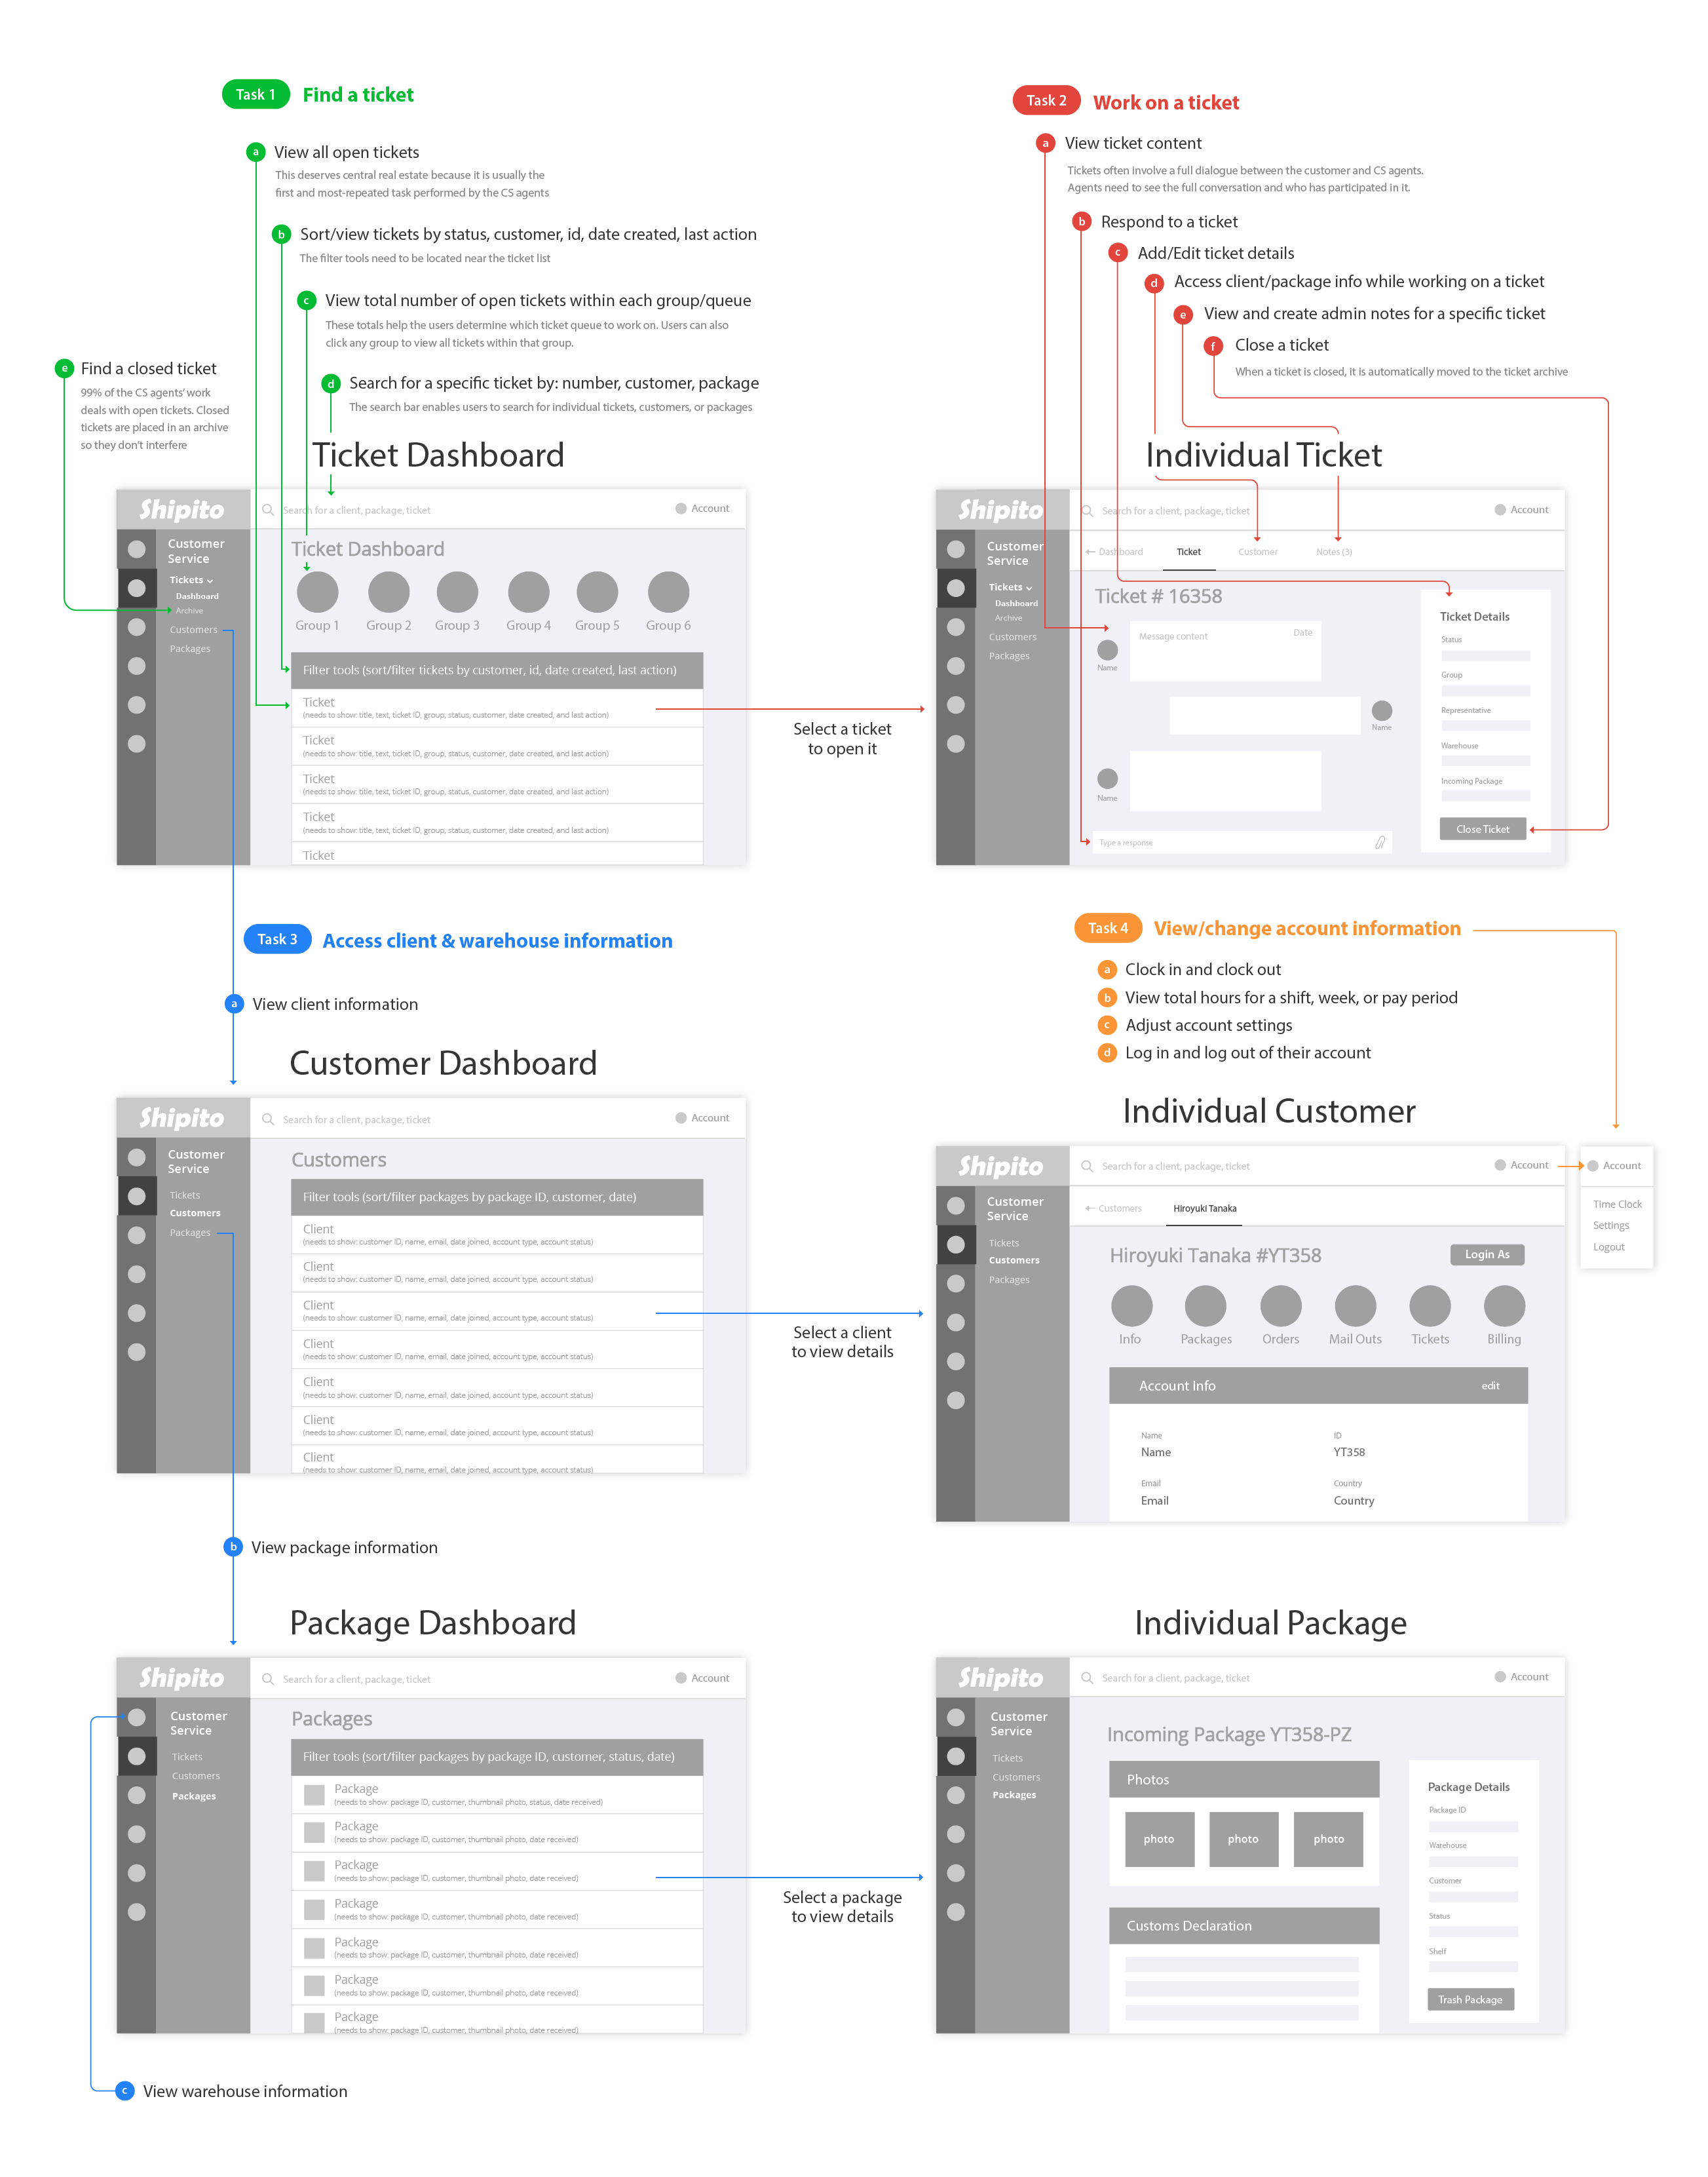 Task 1
Find a ticket
a
View all open tickets
This deserves central real estate because it is usually the
first and most-repeated task performed by the CS agents
b
Sort/view tickets by status, customer, id, date created, last action
The filter tools need to be located near the ticket list
c
View total number of open tickets within each group/queue
These totals help the users determine which ticket queue to work on. Users can also
click any group to view all tickets within that group.
d
Search for a specific ticket by: number, customer, package
The search bar enables users to search for individual tickets, customers, or packages
e
Find a closed ticket
99% of the CS agents' work
deals with open tickets. Closed
tickets are placed in an archive
so they don't interfere
Ticket Dashboard
Shipito
Search for a client, package, ticket
Account
Customer
Service
Tickets
Dashboard
Archive
Customers
Packages
Ticket Dashboard
Group 1
Group 2
Group 3
Group 4
Group 5
Group 6
Filter tools (sort/filter tickets by customer, id, date created, last action)
Ticket
(needs to show: title, text, ticket ID, group, status, customer, date created, and last action)
Ticket
(needs to show: title, text, ticket ID, group, status, customer, date created, and last action)
Ticket
(needs to show: title, text, ticket ID, group, status, customer, date created, and last action)
Ticket
(needs to show: title, text, ticket ID, group, status, customer, date created, and last action)
Ticket
Select a ticket
to open it
Task 2
Work on a ticket
a
View ticket content
Tickets often involve a full dialogue between the customer and CS agents.
Agents need to see the full conversation and who has participated in it.
b
Respond to a ticket
c
Add/Edit ticket details
d
Access client/package info while working on a ticket
e
View and create admin notes for a specific ticket
f
Close a ticket
When a ticket is closed, it is automatically moved to the ticket archive
Individual Ticket
Shipito
Search for a client, package, ticket
Account
Customer
Service
Tickets
Dashboard
Archive
Customers
Packages
← Dashboard
Ticket
Customer
Notes (3)
Ticket # 16358
Message content
Date
Name
Name
Name
Type a response
Ticket Details
Status
Group
Representative
Warehouse
Incoming Package
Close Ticket
Task 3
Access client & warehouse information
a
View client information
Customer Dashboard
Shipito
Search for a client, package, ticket
Account
Customer
Service
Tickets
Customers
Packages
Customers
Filter tools (sort/filter packages by package ID, customer, date)
Client
(needs to show: customer ID, name, email, date joined, account type, account status)
Client
(needs to show: customer ID, name, email, date joined, account type, account status)
Client
(needs to show: customer ID, name, email, date joined, account type, account status)
Client
(needs to show: customer ID, name, email, date joined, account type, account status)
Client
(needs to show: customer ID, name, email, date joined, account type, account status)
Client
(needs to show: customer ID, name, email, date joined, account type, account status)
Client
(needs to show: customer ID, name, email, date joined, account type, account status)
Select a client
to view details
Task 4
View/change account information
a
Clock in and clock out
b
View total hours for a shift, week, or pay period
c
Adjust account settings
d
Log in and log out of their account
Individual Customer
Shipito
Search for a client, package, ticket
Account
Account
Time Clock
Settings
Logout
Customer
Service
Tickets
Customers
Packages
← Customers
Hiroyuki Tanaka
Hiroyuki Tanaka #YT358
Login As
Info
Packages
Orders
Mail Outs
Tickets
Billing
Account Info
edit
Name
Name
ID
YT358
Email
Email
Country
Country
b
View package information
Package Dashboard
Shipito
Search for a client, package, ticket
Account
Customer
Service
Tickets
Customers
Packages
Packages
Filter tools (sort/filter packages by package ID, customer, status, date)
Package
(needs to show: package ID, customer, thumbnail photo, status, date received)
Package
(needs to show: package ID, customer, thumbnail photo, date received)
Package
(needs to show: package ID, customer, thumbnail photo, date received)
Package
(needs to show: package ID, customer, thumbnail photo, date received)
Package
(needs to show: package ID, customer, thumbnail photo, date received)
Package
(needs to show: package ID, customer, thumbnail photo, date received)
Package
(needs to show: package ID, customer, thumbnail photo, date received)
Select a package
to view details
c
View warehouse information
Individual Package
Shipito
Search for a client, package, ticket
Account
Customer
Service
Tickets
Customers
Packages
Incoming Package YT358-PZ
Photos
photo
photo
photo
Customs Declaration
Package Details
Package ID
Warehouse
Customer
Status
Shelf
Trash Package